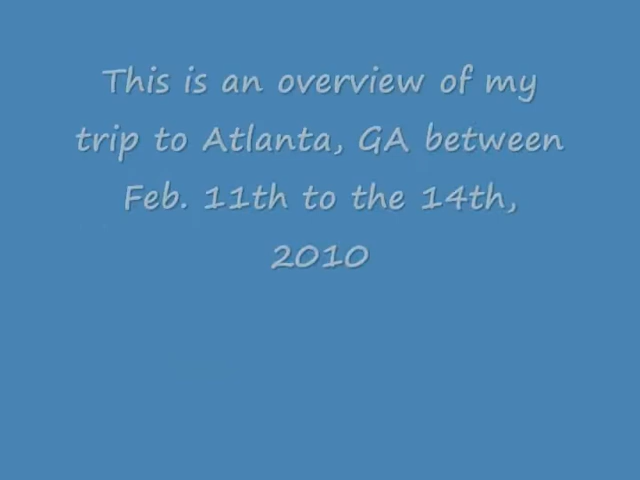 This is an overview of my
trip to Atlanta, GA between
Feb. 11th to the 14th,
2010